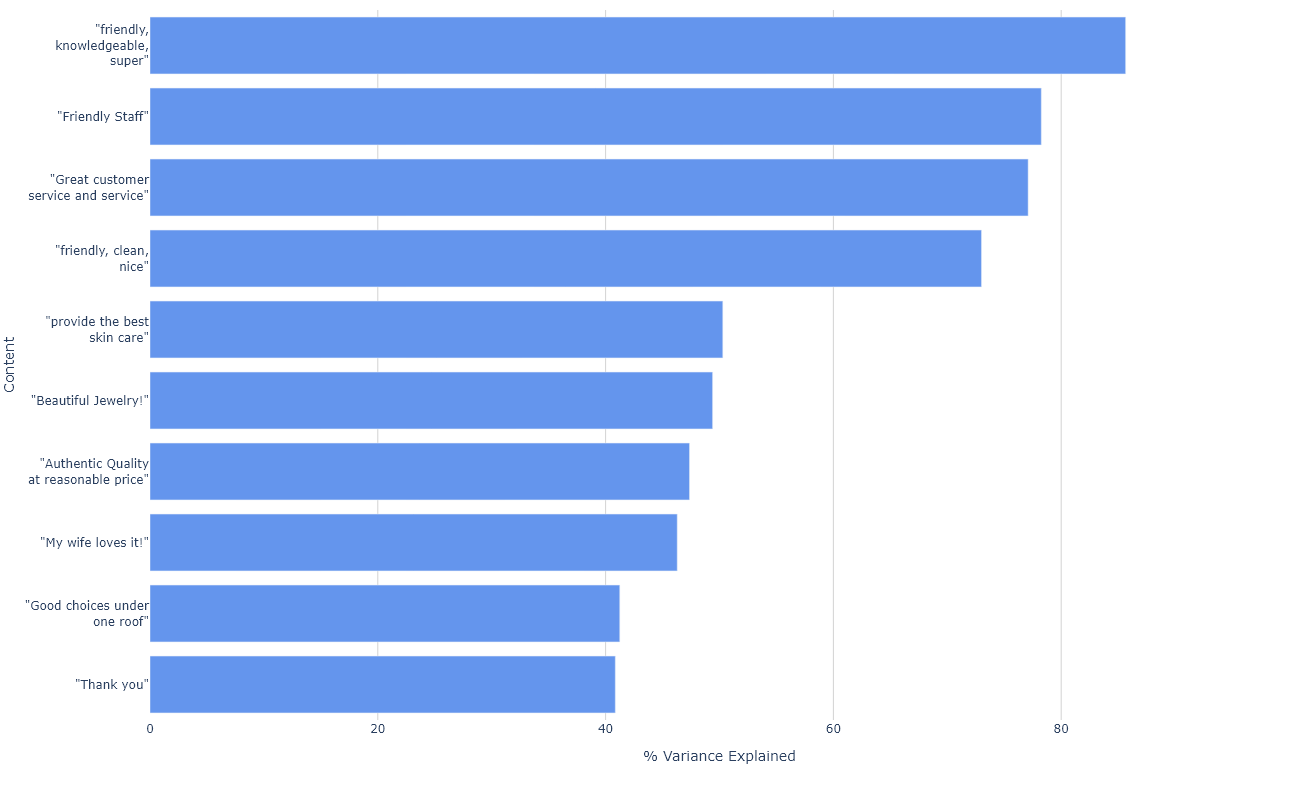 "friendly,
knowledgeable,
super"
"Friendly Staff"
"Great customer
service and service"
"friendly, clean,
nice"
"provide the best
skin care"
"Beautiful Jewelry!"
"Authentic Quality
at reasonable price"
"My wife loves it!"
"Good choices under
one roof"
"Thank you"
Content
0 20 40 60 80
% Variance Explained